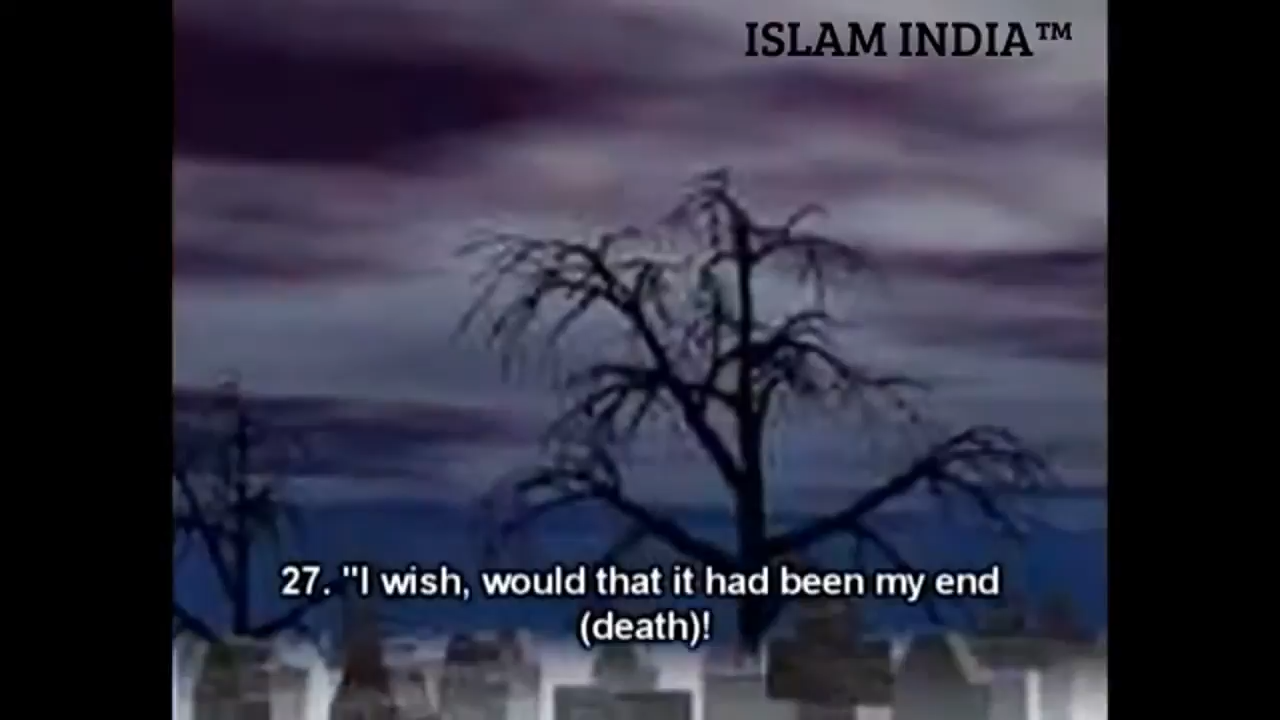 ISLAM INDIA™
27. "I wish, would that it had been my end
(death)!